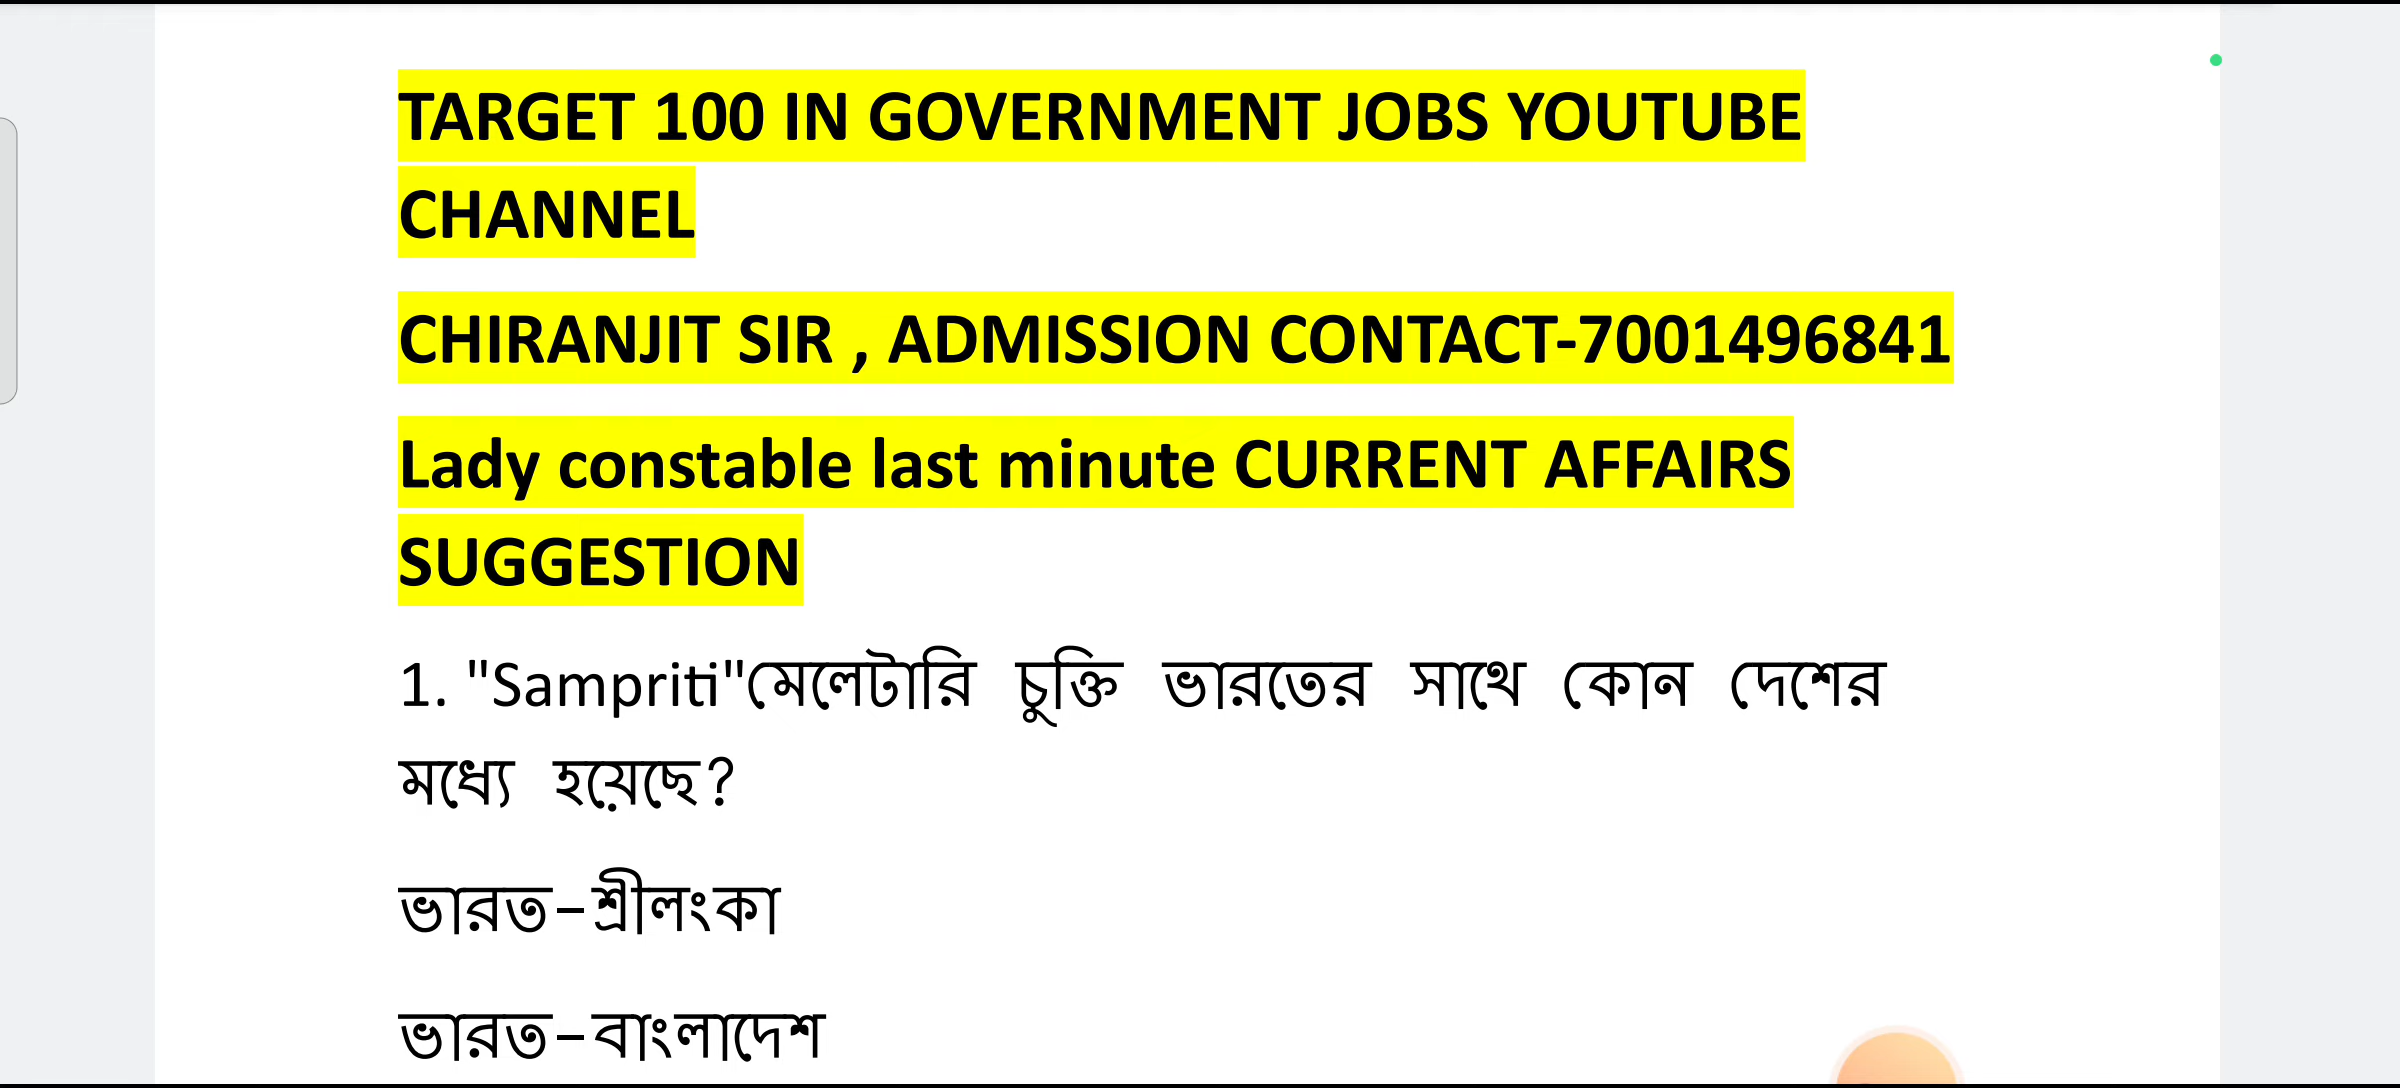 TARGET 100 IN GOVERNMENT JOBS YOUTUBE
CHANNEL
CHIRANJIT SIR , ADMISSION CONTACT-7001496841
Lady constable last minute CURRENT AFFAIRS
SUGGESTION
1. "Sampriti"মেলেটারি চুক্তি ভারতের সাথে কোন দেশের
মধ্যে হয়েছে?
ভারত-শ্রীলংকা
ভারত-বাংলাদেশ